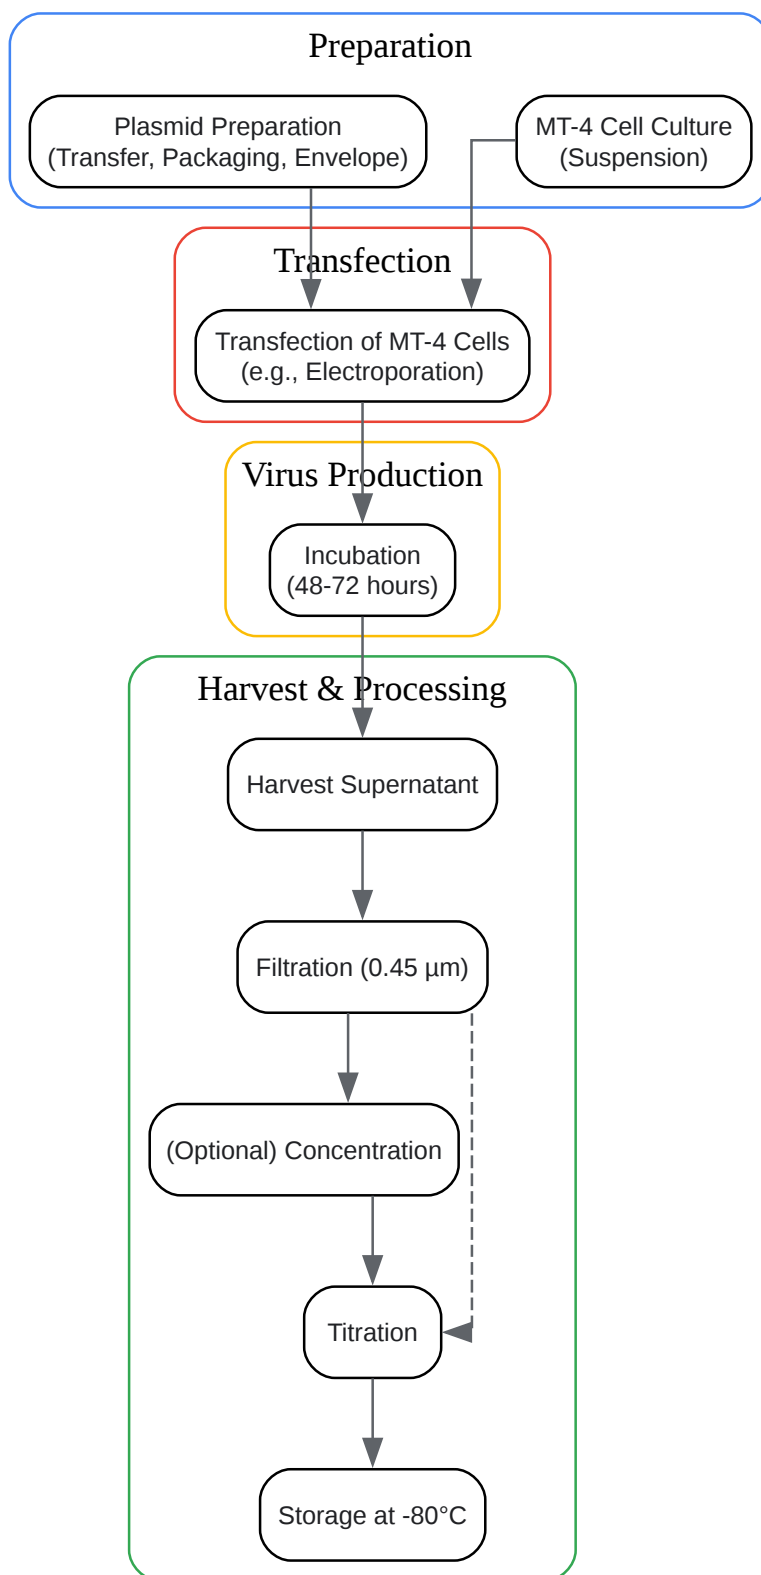 Preparation
Plasmid Preparation
(Transfer, Packaging, Envelope)
MT-4 Cell Culture
(Suspension)
Transfection
Transfection of MT-4 Cells
(e.g., Electroporation)
Virus Production
Incubation
(48-72 hours)
Harvest & Processing
Harvest Supernatant
Filtration (0.45 µm)
(Optional) Concentration
Titration
Storage at -80°C